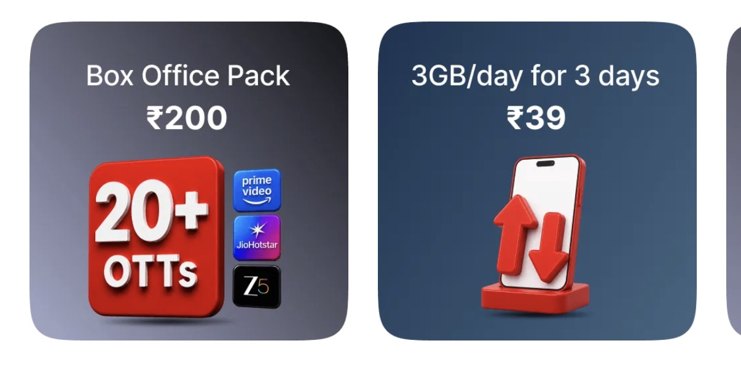 Box Office Pack
₹200
20+
OTTs
prime
video
JioHotstar
Z5
3GB/day for 3 days
₹39